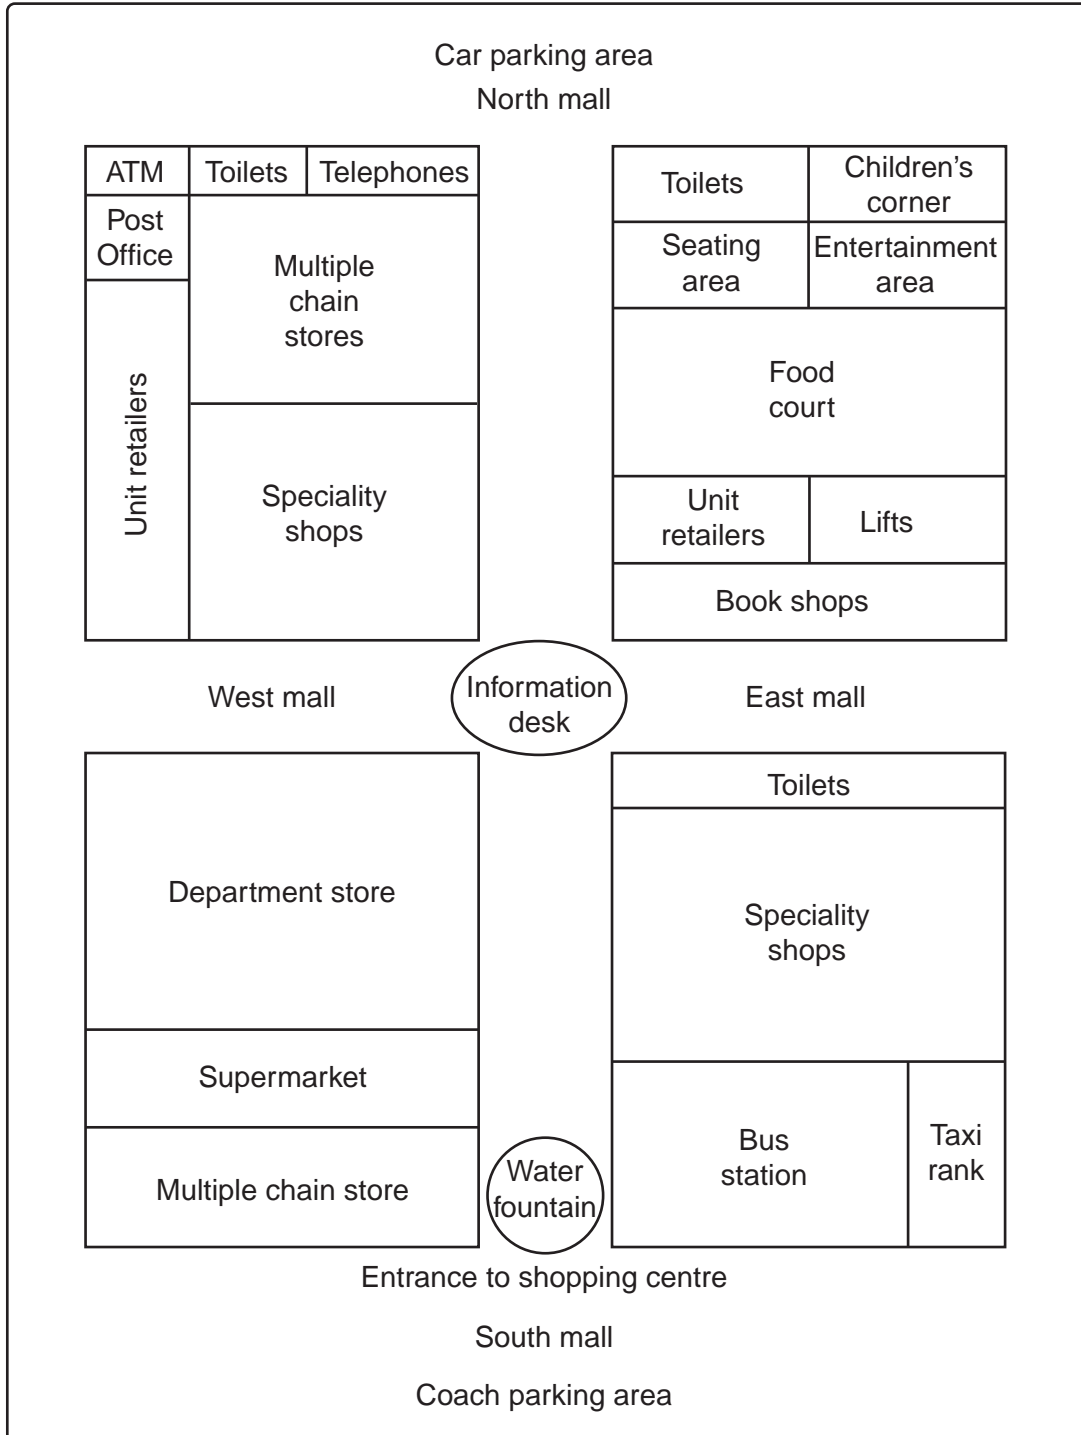 Car parking area
North mall
ATM
Toilets
Telephones
Post
Office
Multiple
chain
stores
Unit retailers
Speciality
shops
Toilets
Children's
corner
Seating
area
Entertainment
area
Food
court
Unit
retailers
Lifts
Book shops
West mall
Information
desk
East mall
Department store
Supermarket
Multiple chain store
Water
fountain
Toilets
Speciality
shops
Bus
station
Taxi
rank
Entrance to shopping centre
South mall
Coach parking area